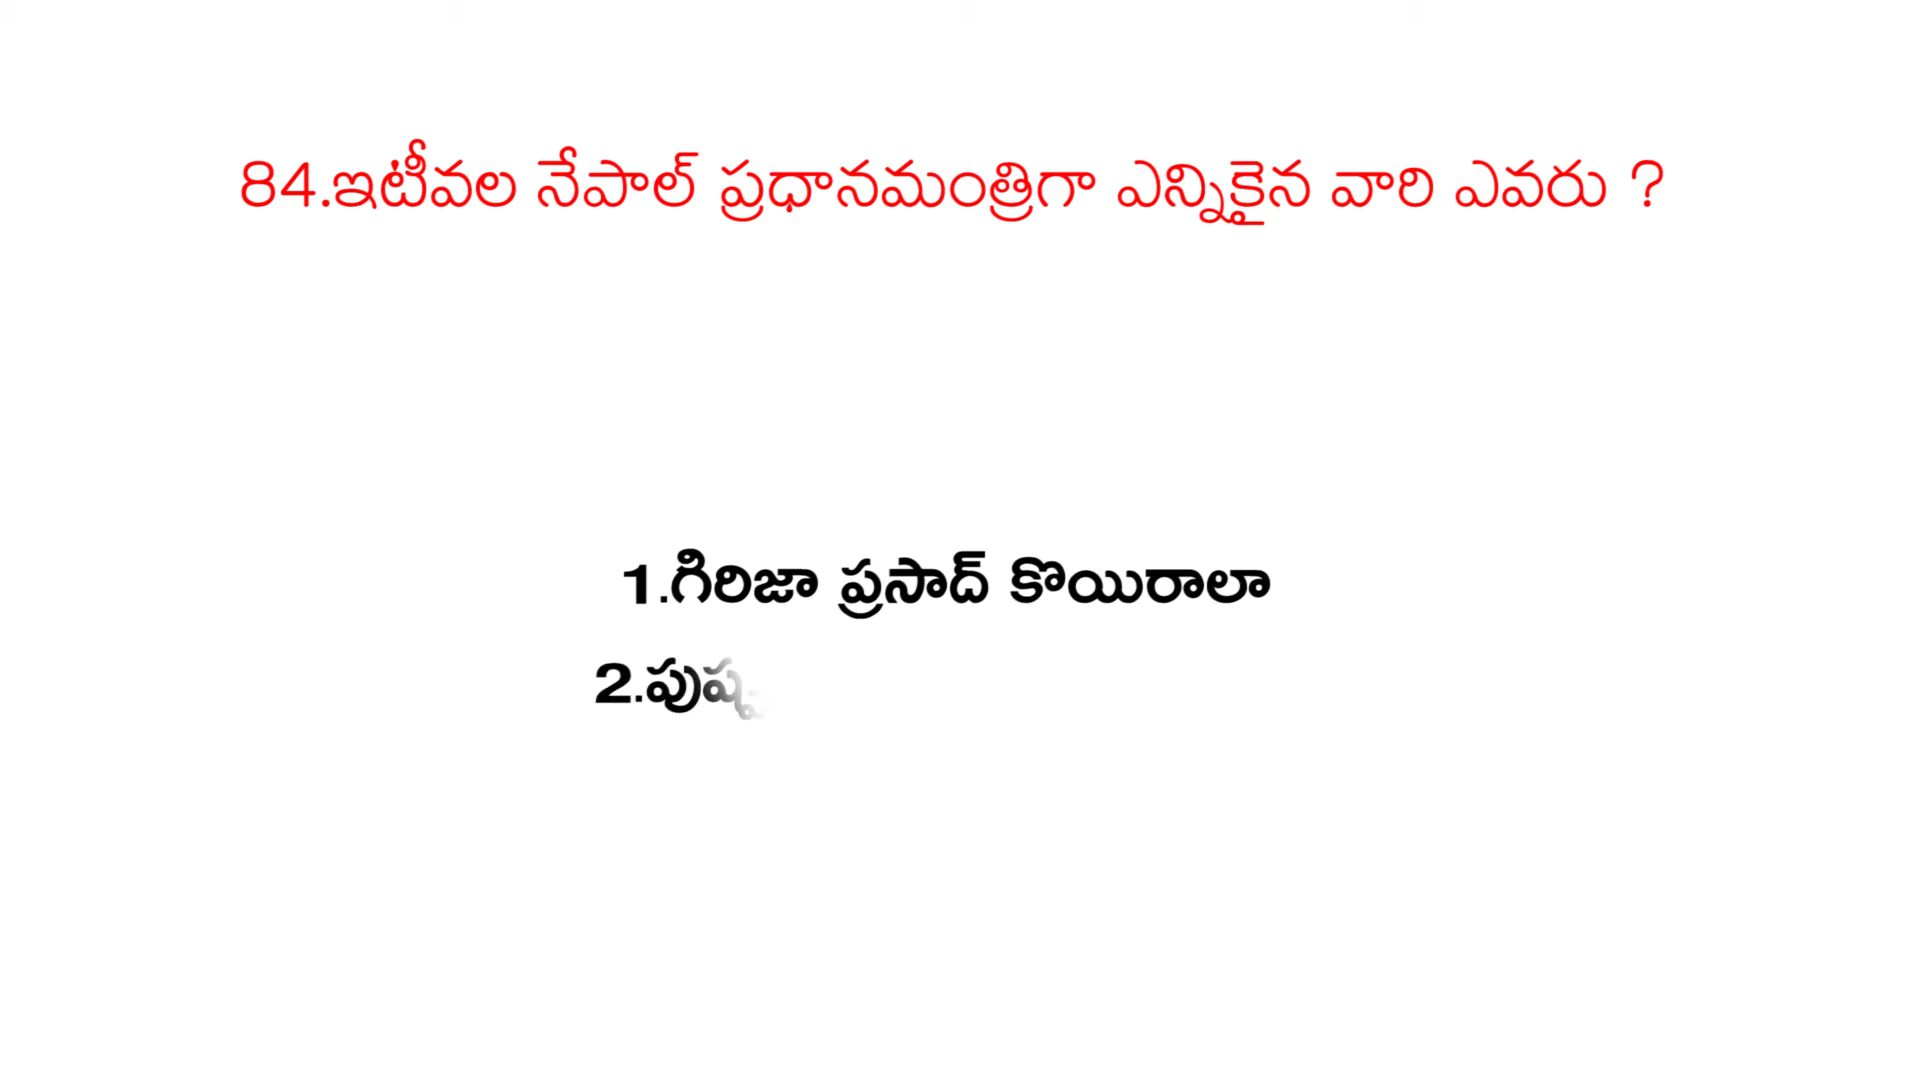 84.ఇటీవల నేపాల్ ప్రధానమంత్రిగా ఎన్నికైన వారి ఎవరు ?
1.గిరిజా ప్రసాద్ కొయిరాలా
2.పుష్ప